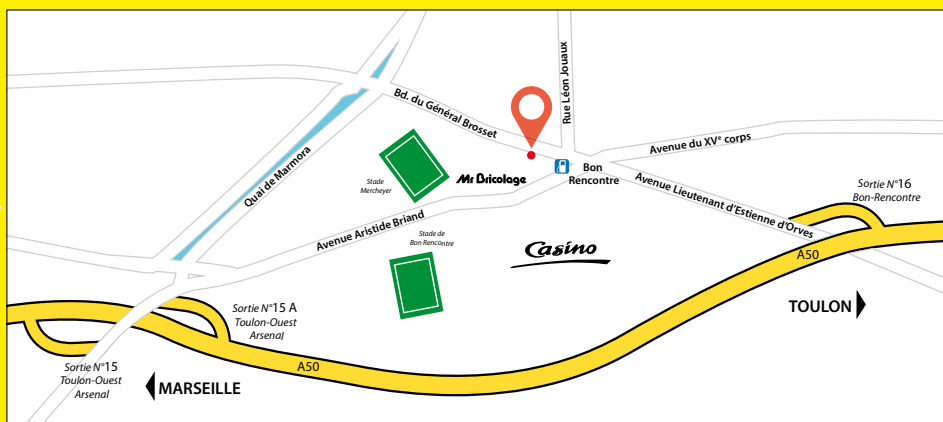 Bd. du Général Brosset
Rue Léon Jouaux
Avenue du XVe corps
Quai de Marmora
Stade
Mercheyer
Mr Bricolage
Bon
Rencontre
Avenue Lieutenant d'Estienne d'Orves
Sortie N°16
Bon-Rencontre
Avenue Aristide Briand
Stade de
Bon Rencontre
Casino
A50
TOULON
Sortie N°15 A
Toulon-Ouest
Arsenal
Sortie N°15
Toulon-Ouest
Arsenal
A50
MARSEILLE